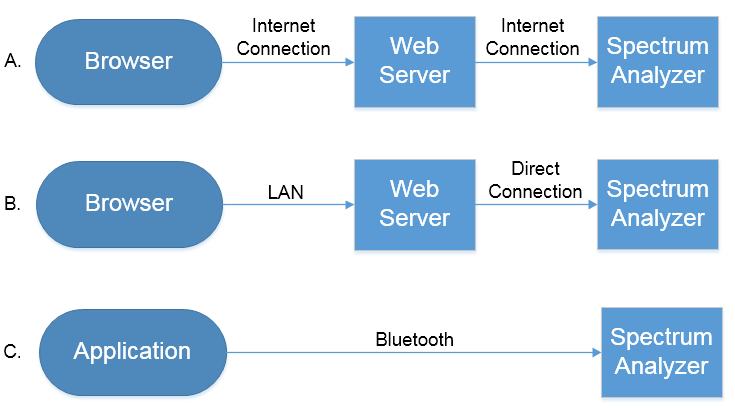 A.
Browser
Internet
Connection
Web
Server
Internet
Connection
Spectrum
Analyzer
B.
Browser
LAN
Web
Server
Direct
Connection
Spectrum
Analyzer
C.
Application
Bluetooth
Spectrum
Analyzer